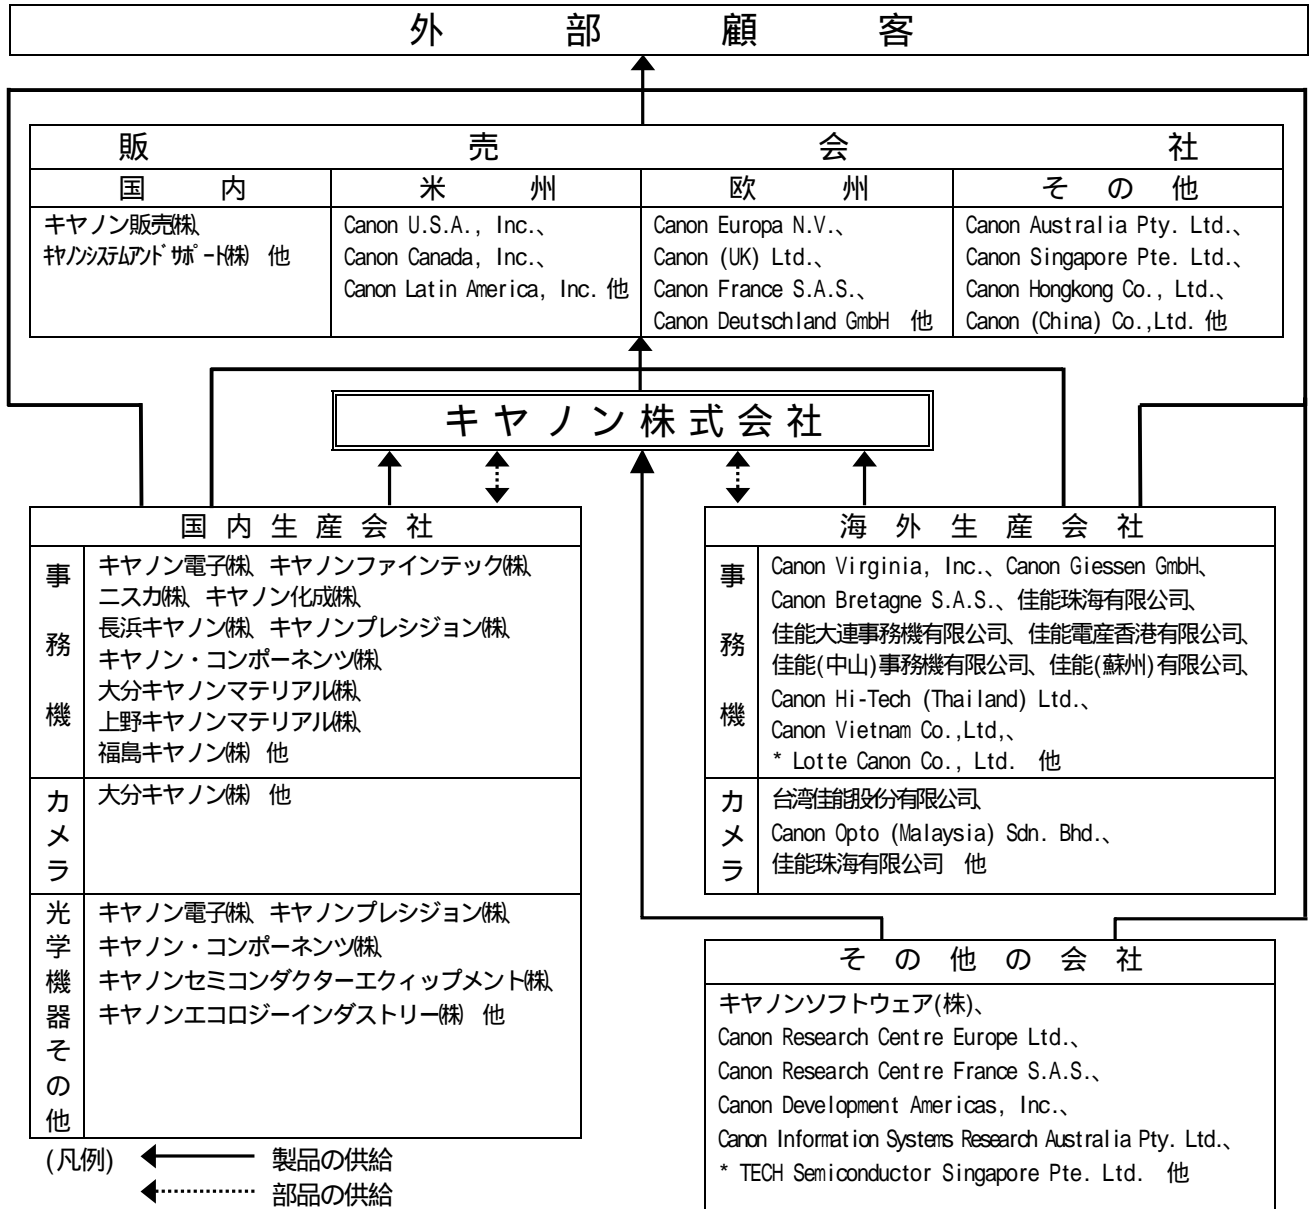 外部顧客
販売会社
国内 米州 欧州 その他
キヤノン販売㈱、
キヤノンシステムアンドサポート㈱ 他
Canon U.S.A., Inc.、
Canon Canada, Inc.、
Canon Latin America, Inc. 他
Canon Europa N.V.、
Canon (UK) Ltd.、
Canon France S.A.S.、
Canon Deutschland GmbH 他
Canon Australia Pty. Ltd.、
Canon Singapore Pte. Ltd.、
Canon Hongkong Co., Ltd.、
Canon (China) Co.,Ltd. 他
キヤノン株式会社
国内生産会社
事務機
キヤノン電子㈱、キヤノンファインテック㈱、
ニスカ㈱、キヤノン化成㈱、
長浜キヤノン㈱、キヤノンプレシジョン㈱、
キヤノン・コンポーネンツ㈱、
大分キヤノンマテリアル㈱、
上野キヤノンマテリアル㈱、
福島キヤノン㈱ 他
カメラ
大分キヤノン㈱ 他
光学機器その他
キヤノン電子㈱、キヤノンプレシジョン㈱、
キヤノン・コンポーネンツ㈱、
キヤノンセミコンダクターエクィップメント㈱、
キヤノンエコロジーインダストリー㈱ 他
海外生産会社
事務機
Canon Virginia, Inc.、Canon Giessen GmbH、
Canon Bretagne S.A.S.、佳能珠海有限公司、
佳能大連事務機有限公司、佳能電産香港有限公司、
佳能(中山)事務機有限公司、佳能(蘇州)有限公司、
Canon Hi-Tech (Thailand) Ltd.、
Canon Vietnam Co.,Ltd,、
* Lotte Canon Co., Ltd. 他
カメラ
台湾佳能股份有限公司、
Canon Opto (Malaysia) Sdn. Bhd.、
佳能珠海有限公司 他
その他の会社
キヤノンソフトウェア(株)、
Canon Research Centre Europe Ltd.、
Canon Research Centre France S.A.S.、
Canon Development Americas, Inc.、
Canon Information Systems Research Australia Pty. Ltd.、
* TECH Semiconductor Singapore Pte. Ltd. 他
(凡例) 製品の供給
部品の供給